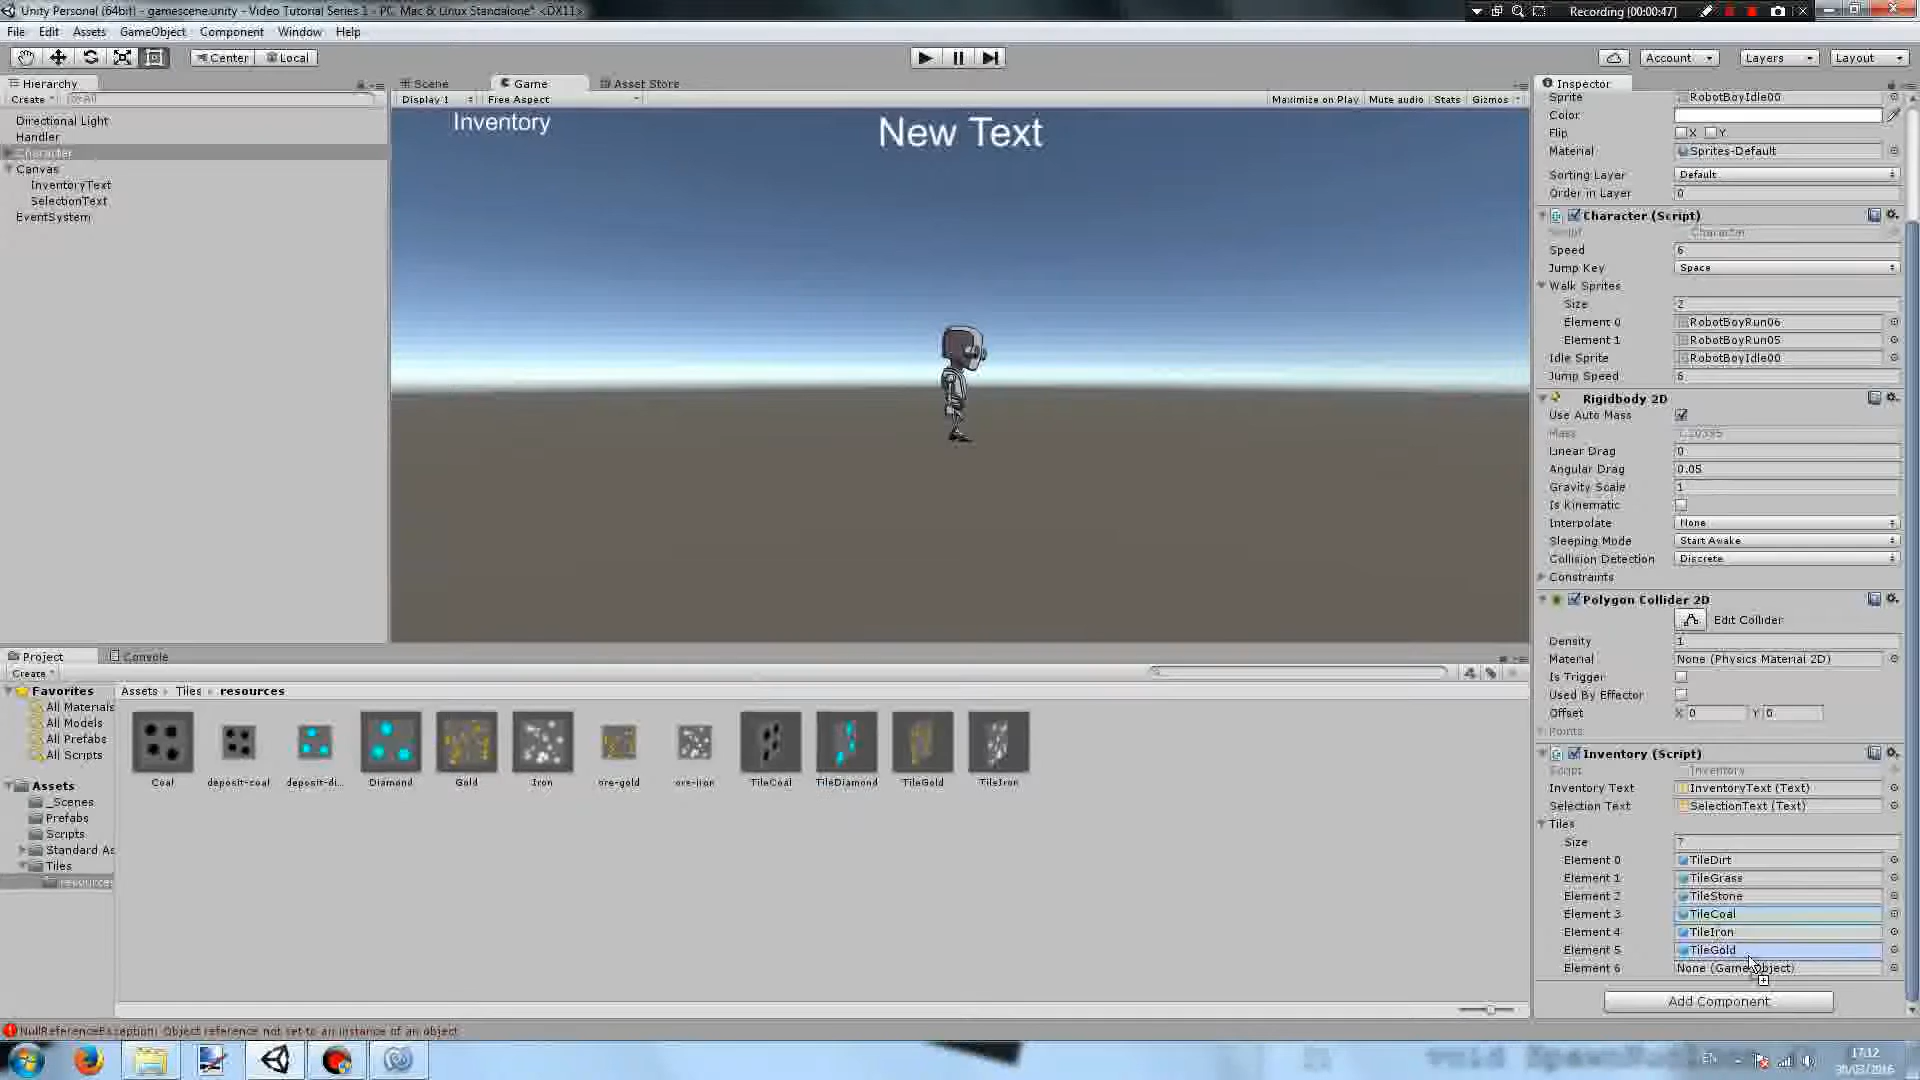 Unity Personal (64bit) - gamescene.unity - Video Tutorial Series 1 - PC, Mac & Linux Standalone* <DX11>
Recording [00:00:47]
File Edit Assets GameObject Component Window Help
Center Local
Account Layers Layout
Hierarchy
Create
Directional Light
Handler
Character
Canvas
InventoryText
SelectionText
EventSystem
Scene Game Asset Store
Display 1 Free Aspect Maximize on Play Mute audio Stats Gizmos
Inventory
New Text
Inspector
Sprite RobotBoyIdle00
Color
Flip X Y
Material Sprites-Default
Sorting Layer Default
Order in Layer 0
Character (Script)
Script Character
Speed 6
Jump Key Space
Walk Sprites
Size 2
Element 0 RobotBoyRun06
Element 1 RobotBoyRun05
Idle Sprite RobotBoyIdle00
Jump Speed 6
Rigidbody 2D
Use Auto Mass
Mass
Linear Drag 0
Angular Drag 0.05
Gravity Scale 1
Is Kinematic
Interpolate None
Sleeping Mode Start Awake
Collision Detection Discrete
Constraints
Polygon Collider 2D
Edit Collider
Density 1
Material None (Physics Material 2D)
Is Trigger
Used By Effector
Offset X 0 Y 0
Points
Inventory (Script)
Script Inventory
Inventory Text InventoryText (Text)
Selection Text SelectionText (Text)
Tiles
Size 7
Element 0 TileDirt
Element 1 TileGrass
Element 2 TileStone
Element 3 TileCoal
Element 4 TileIron
Element 5 TileGold
Element 6 None (GameObject)
Add Component
Project Console
Create
Favorites
All Materials
All Models
All Prefabs
All Scripts
Assets
_Scenes
Prefabs
Scripts
Standard As
Tiles
resources
Assets Tiles resources
Coal deposit-coal deposit-di... Diamond Gold Iron ore-gold ore-iron TileCoal TileDiamond TileGold TileIron
NullReferenceException: Object reference not set to an instance of an object
EN
17:12
30/03/2016